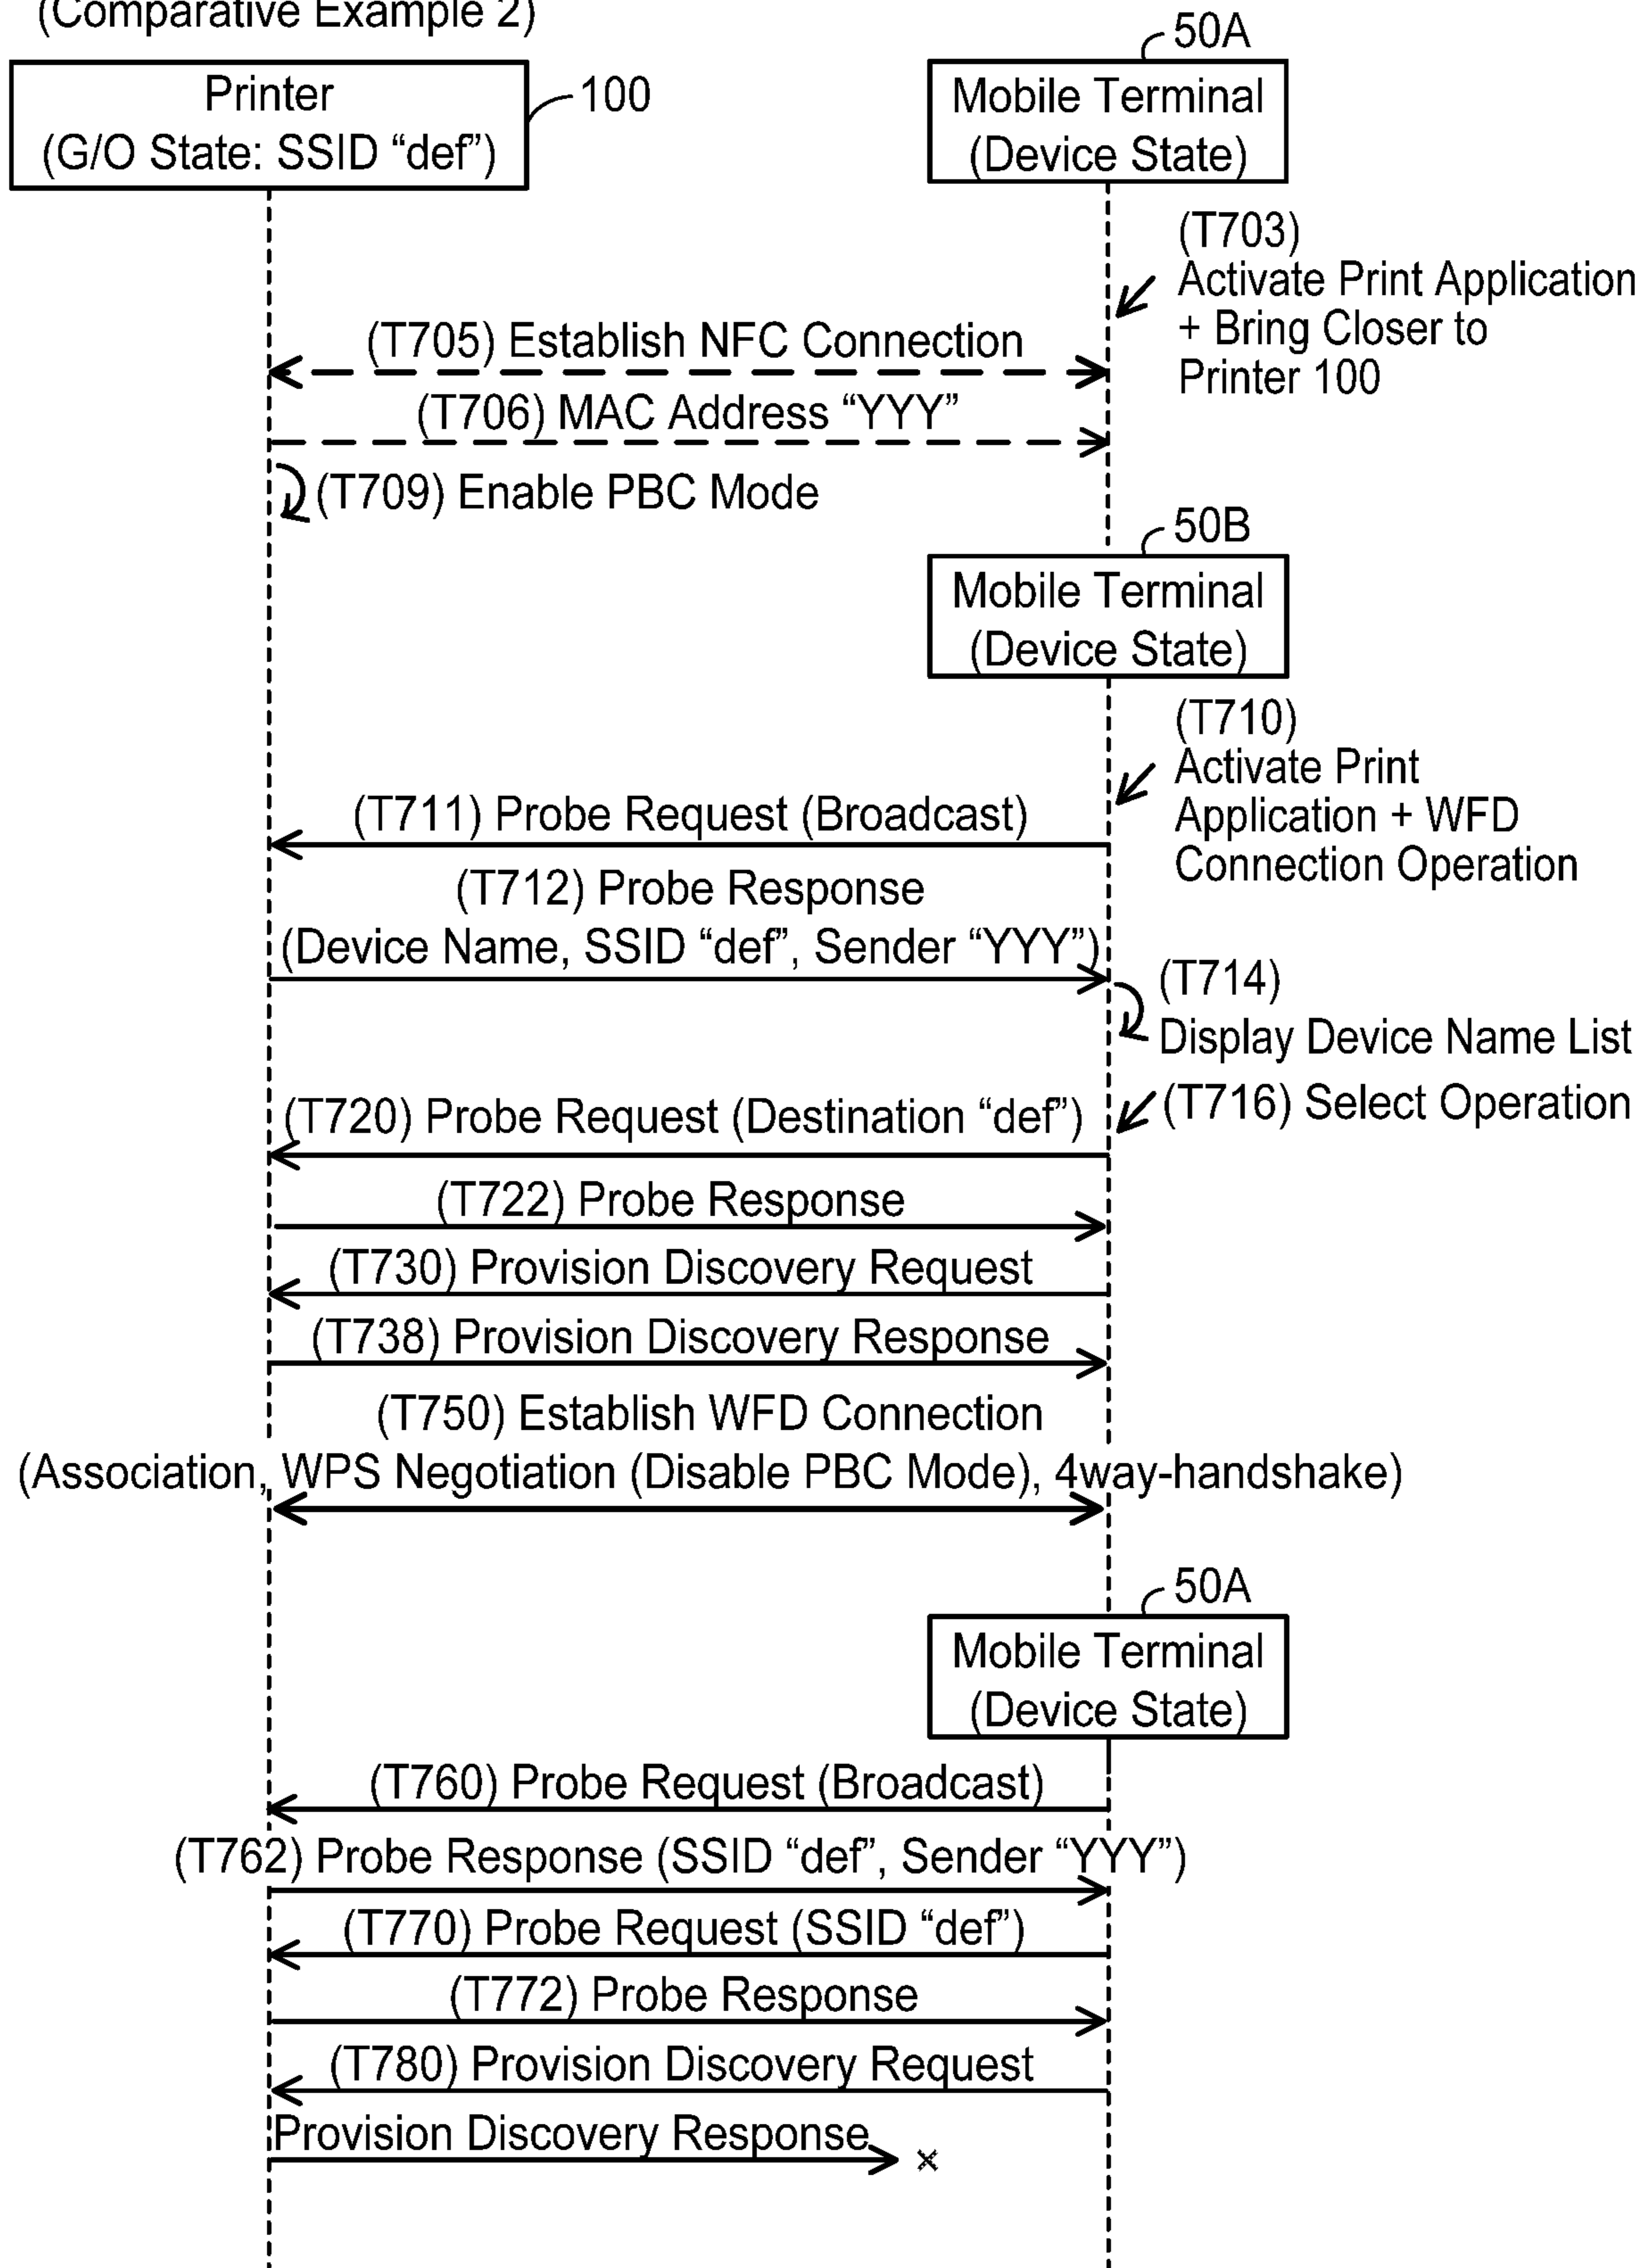 (Comparative Example 2)
50A
Printer
(G/O State: SSID “def”)
100
Mobile Terminal
(Device State)
(T703)
Activate Print Application
+ Bring Closer to
Printer 100
(T705) Establish NFC Connection
(T706) MAC Address “YYY”
(T709) Enable PBC Mode
50B
Mobile Terminal
(Device State)
(T710)
Activate Print
Application + WFD
Connection Operation
(T711) Probe Request (Broadcast)
(T712) Probe Response
(Device Name, SSID “def”, Sender “YYY”)
(T714)
Display Device Name List
(T716) Select Operation
(T720) Probe Request (Destination “def”)
(T722) Probe Response
(T730) Provision Discovery Request
(T738) Provision Discovery Response
(T750) Establish WFD Connection
(Association, WPS Negotiation (Disable PBC Mode), 4way-handshake)
50A
Mobile Terminal
(Device State)
(T760) Probe Request (Broadcast)
(T762) Probe Response (SSID “def”, Sender “YYY”)
(T770) Probe Request (SSID “def”)
(T772) Probe Response
(T780) Provision Discovery Request
Provision Discovery Response
×